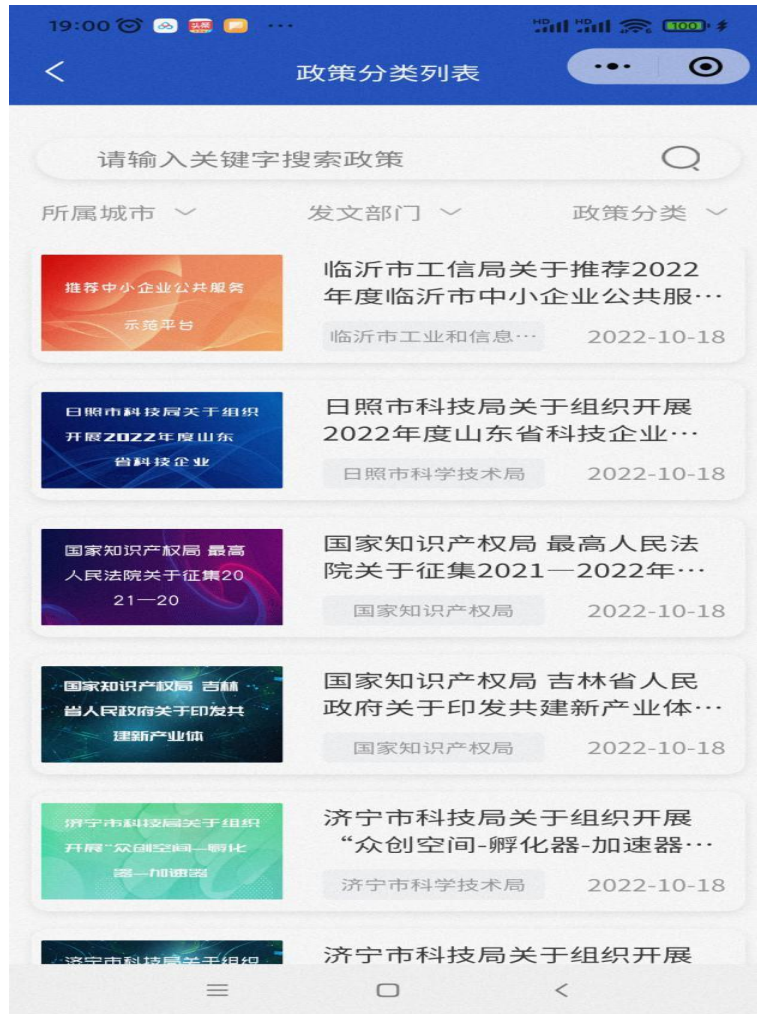 19:00
HD
HD
100
政策分类列表
请输入关键字搜索政策
所属城市
发文部门
政策分类
推荐中小企业公共服务
示范平台
临沂市工信局关于推荐2022
年度临沂市中小企业公共服…
临沂市工业和信息…
2022-10-18
日照市科技局关于组织
开展2022年度山东
省科技企业
日照市科技局关于组织开展
2022年度山东省科技企业…
日照市科学技术局
2022-10-18
国家知识产权局 最高
人民法院关于征集20
21—20
国家知识产权局 最高人民法
院关于征集2021—2022年…
国家知识产权局
2022-10-18
国家知识产权局 吉林
省人民政府关于印发共
建新产业体
国家知识产权局 吉林省人民
政府关于印发共建新产业体…
国家知识产权局
2022-10-18
济宁市科技局关于组织
开展“众创空间—孵化
器—加速器
济宁市科技局关于组织开展
“众创空间-孵化器-加速器…
济宁市科学技术局
2022-10-18
济宁市科技局关于组织
济宁市科技局关于组织开展